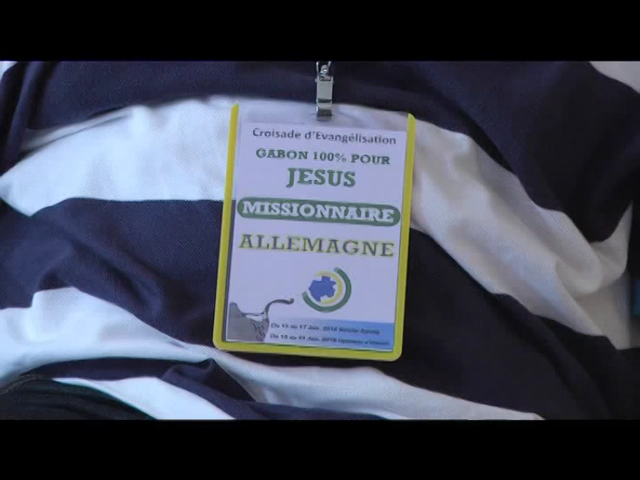 Croisade d'Evangélisation
GABON 100% POUR
JESUS
MISSIONNAIRE
ALLEMAGNE